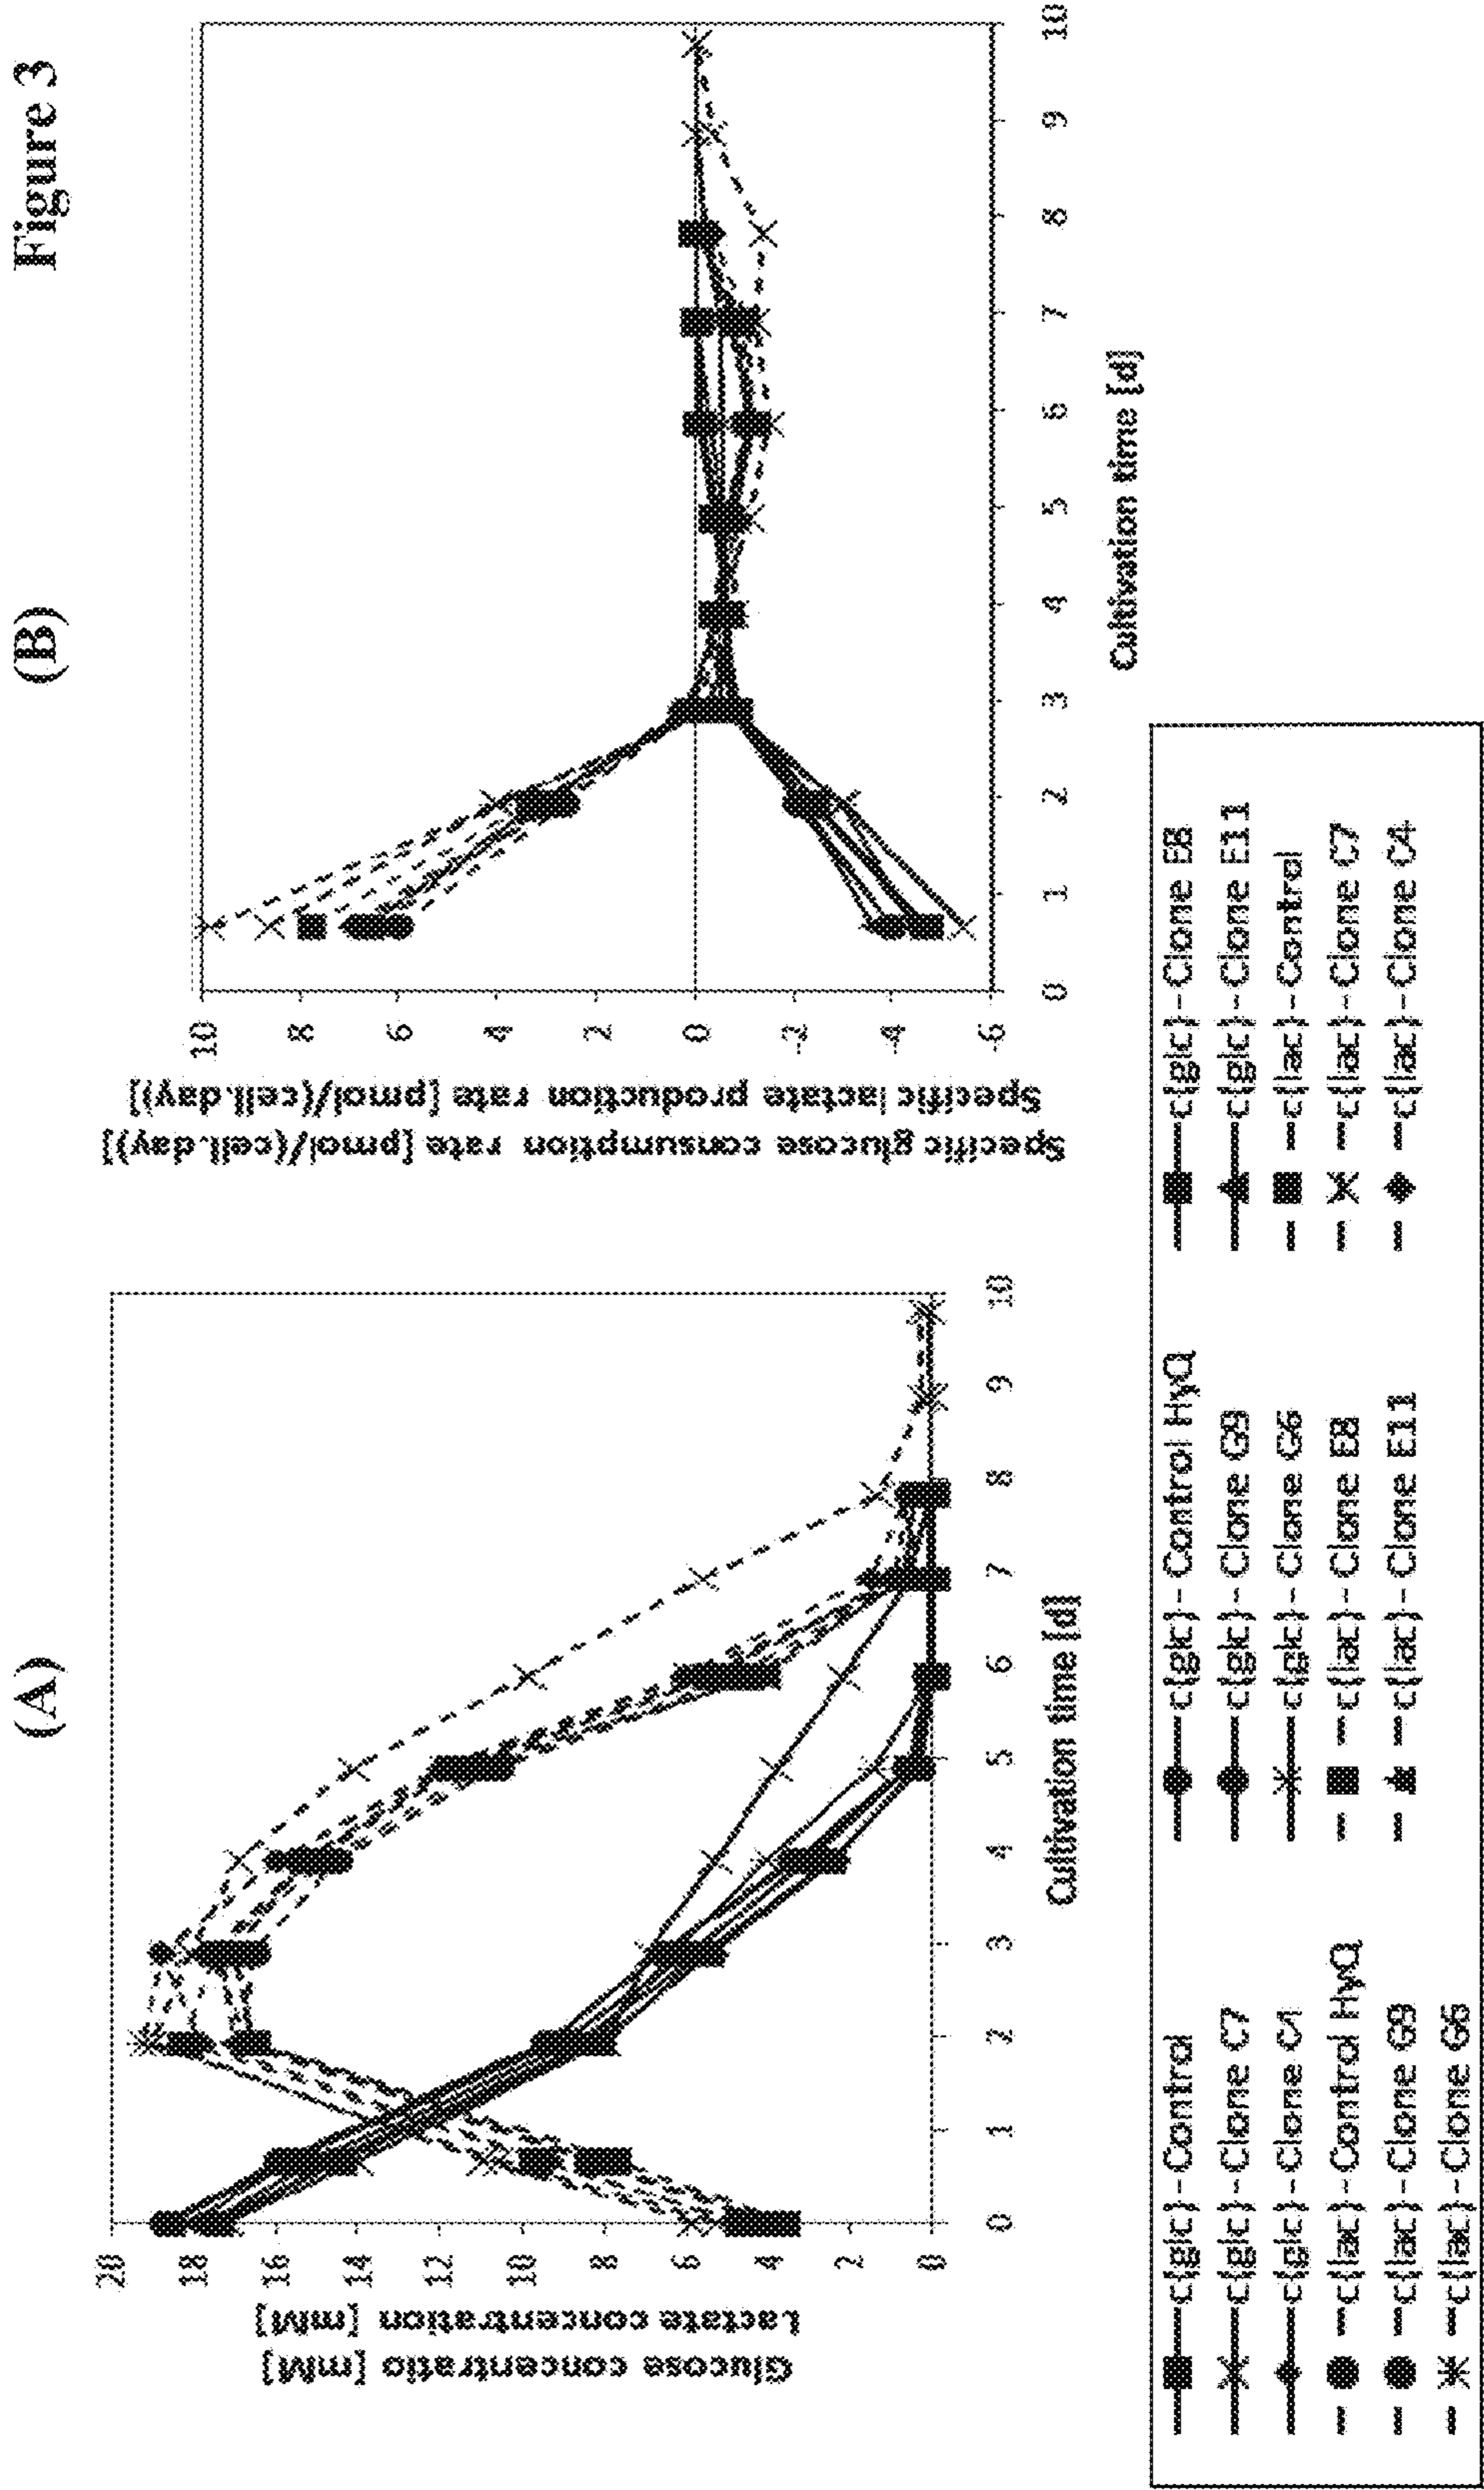 Figure 3
(A)
Glucose concentratio [mM]
Lactate concentration [mM]
20
18
16
14
12
10
8
6
4
2
0
0 1 2 3 4 5 6 7 8 9 10
Cultivation time [d]
(B)
Specific glucose consumption rate [pmol/(cell.day)]
Specific lactate production rate [pmol/(cell.day)]
10
8
6
4
2
0
-2
-4
-6
0 1 2 3 4 5 6 7 8 9 10
Cultivation time [d]
c(glc)-Control c(glc)-Control HyQ c(glc)-Clone E8
c(glc)-Clone C7 c(glc)-Clone G9 c(glc)-Clone E11
c(glc)-Clone C4 c(glc)-Clone G6 c(lac)-Control
c(lac)-Control HyQ c(lac)-Clone E8 c(lac)-Clone C7
c(lac)-Clone G9 c(lac)-Clone E11 c(lac)-Clone C4
c(lac)-Clone G6